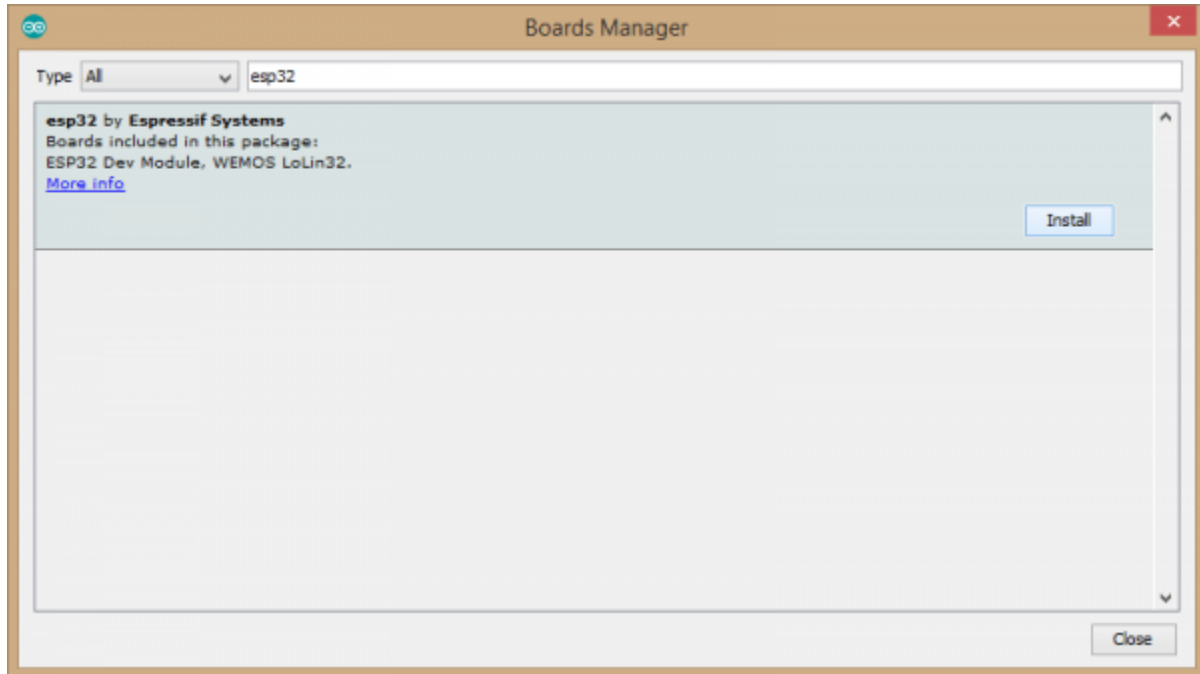 Boards Manager
Type All esp32
esp32 by Espressif Systems
Boards included in this package:
ESP32 Dev Module, WEMOS LoLin32.
More info
Install
Close